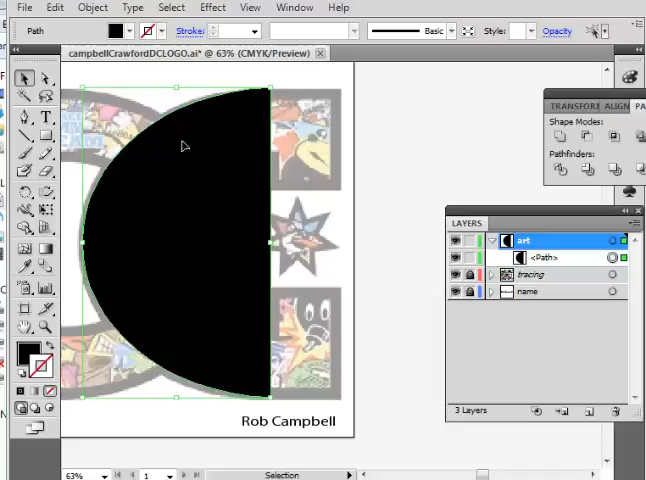 File Edit Object Type Select Effect View Window Help
Path Stroke: Basic Style: Opacity
campbellCrawfordDCLOGO.ai* @ 63% (CMYK/Preview)
TRANSFORM ALIGN PA
Shape Modes:
Pathfinders:
LAYERS
art
<Path>
tracing
name
3 Layers
Rob Campbell
63% 1 Selection